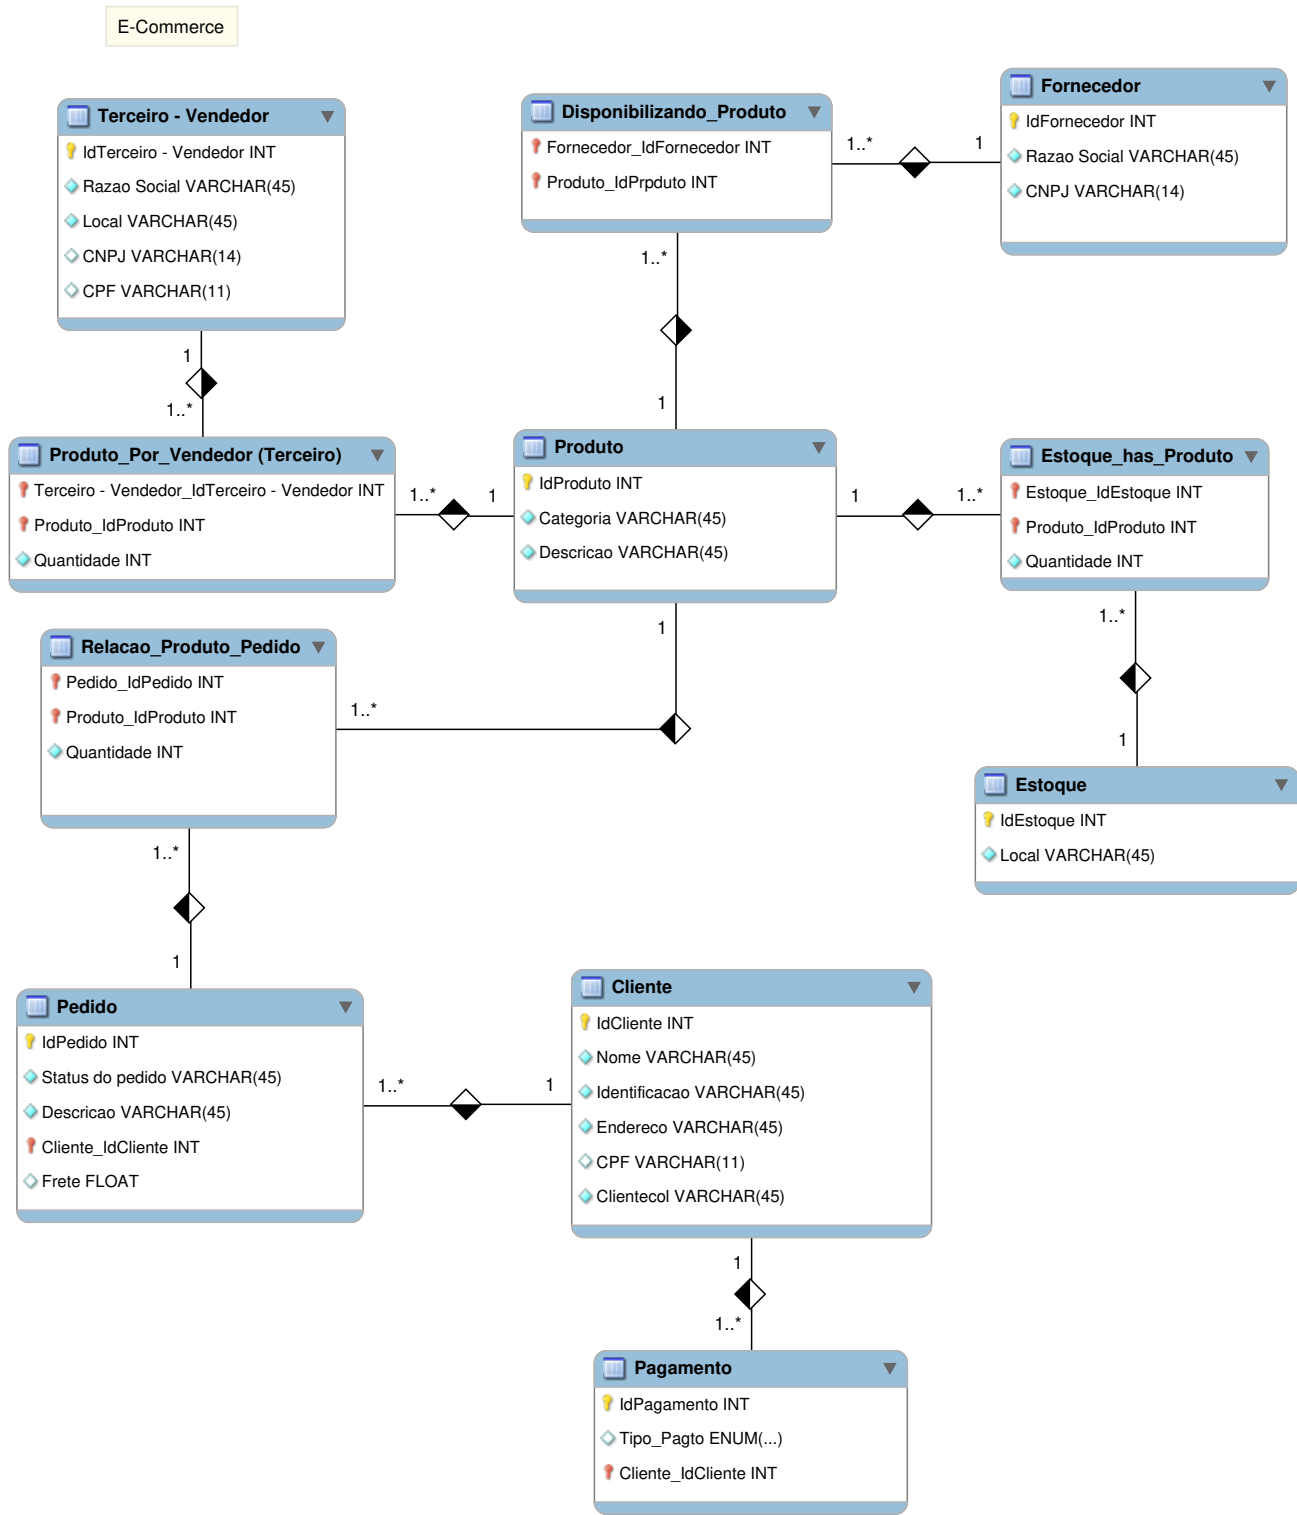 E-Commerce
Terceiro - Vendedor
IdTerceiro - Vendedor INT
Razao Social VARCHAR(45)
Local VARCHAR(45)
CNPJ VARCHAR(14)
CPF VARCHAR(11)
Disponibilizando_Produto
Fornecedor_IdFornecedor INT
Produto_IdPrpduto INT
1..*
1
Fornecedor
IdFornecedor INT
Razao Social VARCHAR(45)
CNPJ VARCHAR(14)
1..*
1
1
1..*
Produto_Por_Vendedor (Terceiro)
Terceiro - Vendedor_IdTerceiro - Vendedor INT
Produto_IdProduto INT
Quantidade INT
1..*
1
Produto
IdProduto INT
Categoria VARCHAR(45)
Descricao VARCHAR(45)
1
1..*
Estoque_has_Produto
Estoque_IdEstoque INT
Produto_IdProduto INT
Quantidade INT
1
1..*
Relacao_Produto_Pedido
Pedido_IdPedido INT
Produto_IdProduto INT
Quantidade INT
1..*
1
Estoque
IdEstoque INT
Local VARCHAR(45)
1..*
1
Pedido
IdPedido INT
Status do pedido VARCHAR(45)
Descricao VARCHAR(45)
Cliente_IdCliente INT
Frete FLOAT
1..*
1
Cliente
IdCliente INT
Nome VARCHAR(45)
Identificacao VARCHAR(45)
Endereco VARCHAR(45)
CPF VARCHAR(11)
Clientecol VARCHAR(45)
1
1..*
Pagamento
IdPagamento INT
Tipo_Pagto ENUM(...)
Cliente_IdCliente INT